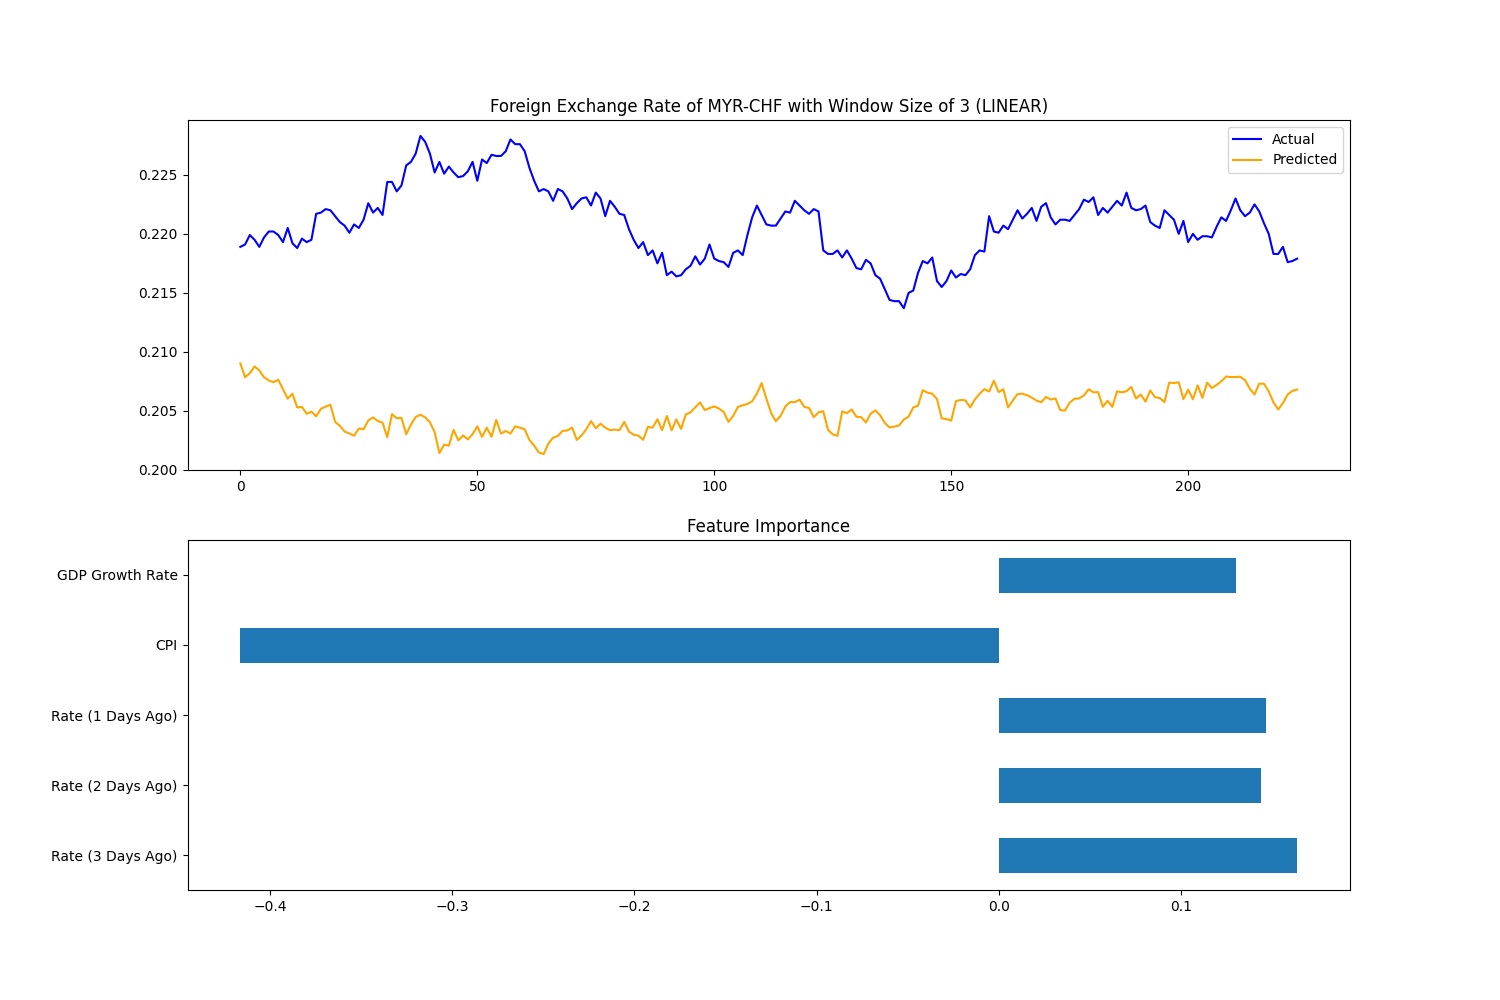 Foreign Exchange Rate of MYR-CHF with Window Size of 3 (LINEAR)
Actual
Predicted
0.225
0.220
0.215
0.210
0.205
0.200
0 50 100 150 200
Feature Importance
GDP Growth Rate
CPI
Rate (1 Days Ago)
Rate (2 Days Ago)
Rate (3 Days Ago)
−0.4 −0.3 −0.2 −0.1 0.0 0.1